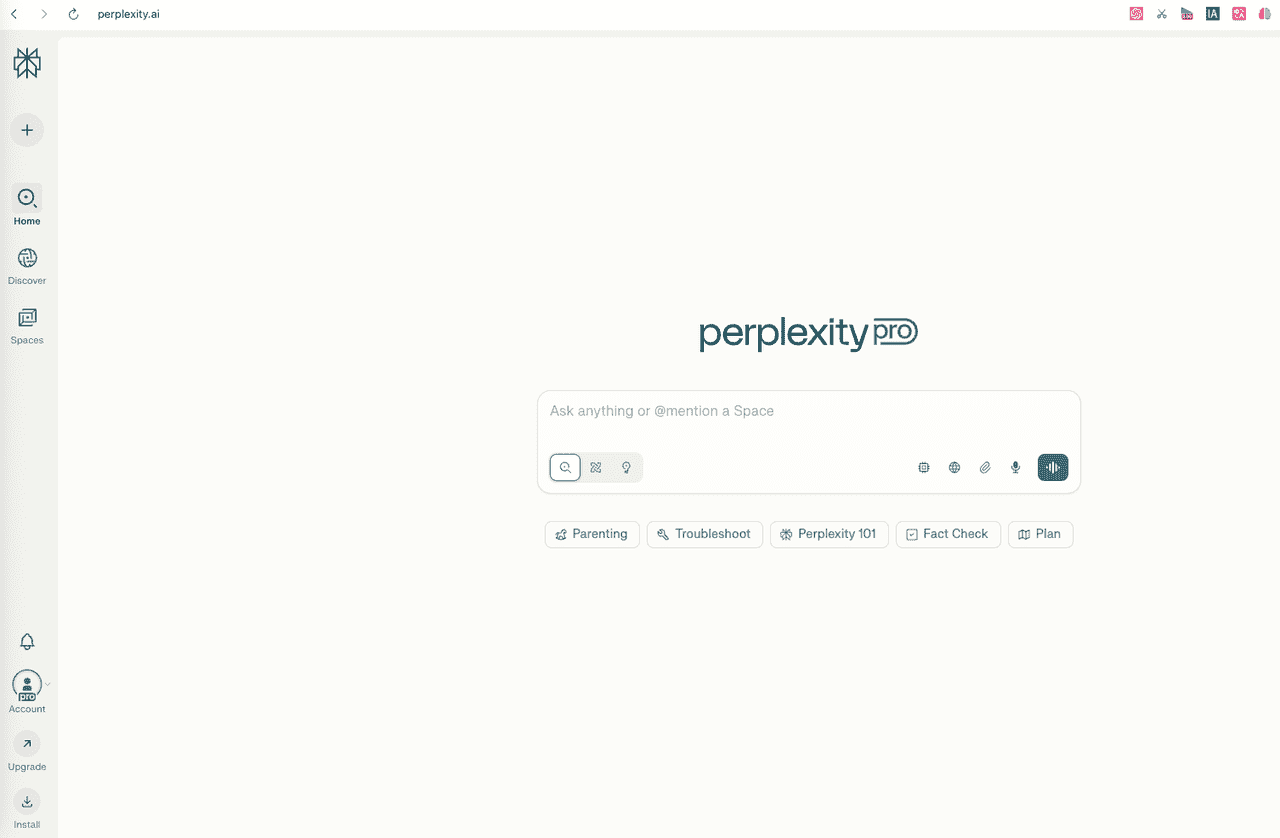 perplexity.ai
Home
Discover
Spaces
perplexity pro
Ask anything or @mention a Space
Parenting
Troubleshoot
Perplexity 101
Fact Check
Plan
pro
Account
Upgrade
Install